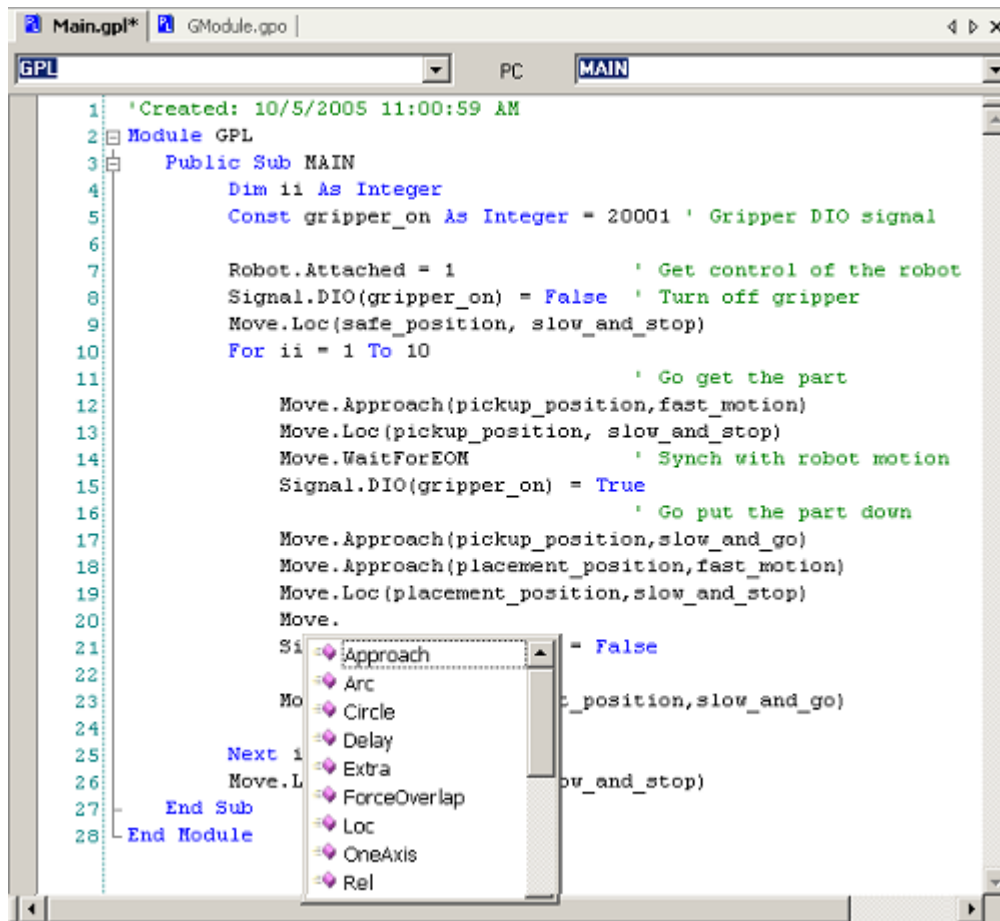 Main.gpl* GModule.gpo
GPL PC MAIN
1 'Created: 10/5/2005 11:00:59 AM
2 Module GPL
3 Public Sub MAIN
4 Dim ii As Integer
5 Const gripper_on As Integer = 20001 ' Gripper DIO signal
6
7 Robot.Attached = 1 ' Get control of the robot
8 Signal.DIO(gripper_on) = False ' Turn off gripper
9 Move.Loc(safe_position, slow_and_stop)
10 For ii = 1 To 10
11 ' Go get the part
12 Move.Approach(pickup_position,fast_motion)
13 Move.Loc(pickup_position, slow_and_stop)
14 Move.WaitForEOM ' Synch with robot motion
15 Signal.DIO(gripper_on) = True
16 ' Go put the part down
17 Move.Approach(pickup_position,slow_and_go)
18 Move.Approach(placement_position,fast_motion)
19 Move.Loc(placement_position,slow_and_stop)
20 Move.
21 Si = False
22
23 Mo t_position,slow_and_go)
24
25 Next i
26 Move.L ow_and_stop)
27 End Sub
28 End Module
Approach
Arc
Circle
Delay
Extra
ForceOverlap
Loc
OneAxis
Rel